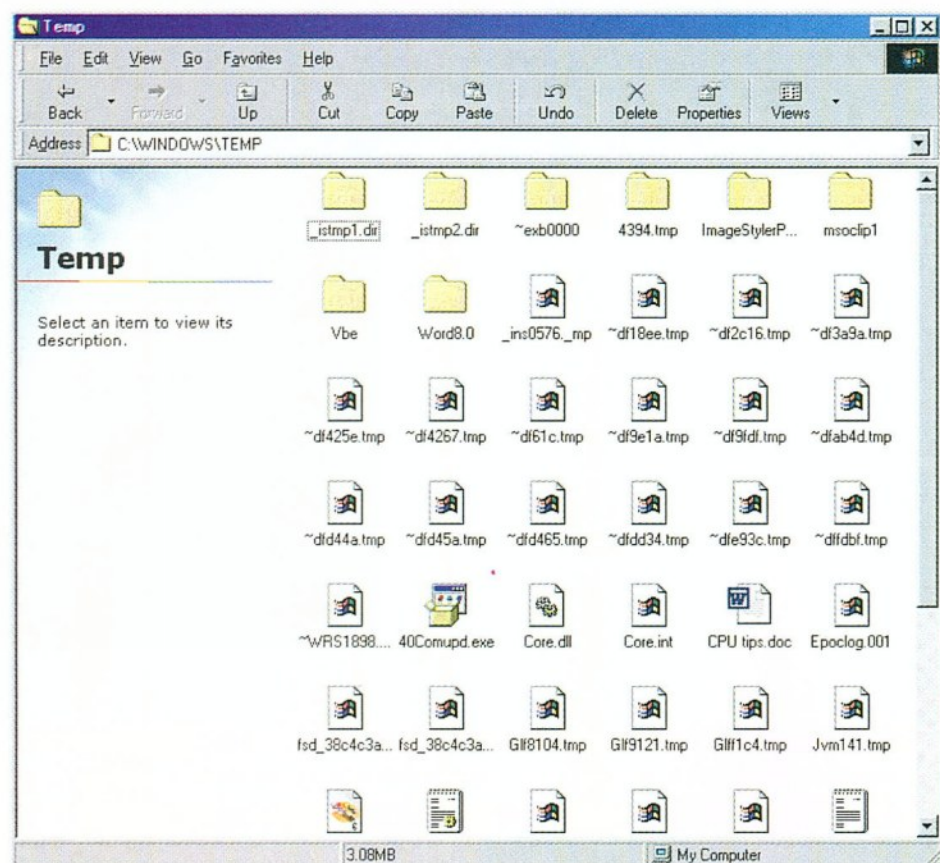 Temp
File Edit View Go Favorites Help
Back Forward Up Cut Copy Paste Undo Delete Properties Views
Address C:\WINDOWS\TEMP
_istmp1.dir _istmp2.dir ~exb0000 4394.tmp ImageStylerP... msoclip1
Temp
Select an item to view its
description.
Vbe Word8.0 _ins0576._mp ~df18ee.tmp ~df2c16.tmp ~df3a9a.tmp
~df425e.tmp ~df4267.tmp ~df61c.tmp ~df9e1a.tmp ~df9fdf.tmp ~dfab4d.tmp
~dfd44a.tmp ~dfd45a.tmp ~dfd465.tmp ~dfdd34.tmp ~dfe93c.tmp ~dffdbf.tmp
~WRS1898.... 40Comupd.exe Core.dll Core.int CPU tips.doc Epoclog.001
fsd_38c4c3a... fsd_38c4c3a... Glf8104.tmp Glf9121.tmp Glff1c4.tmp Jvm141.tmp
3.08MB My Computer